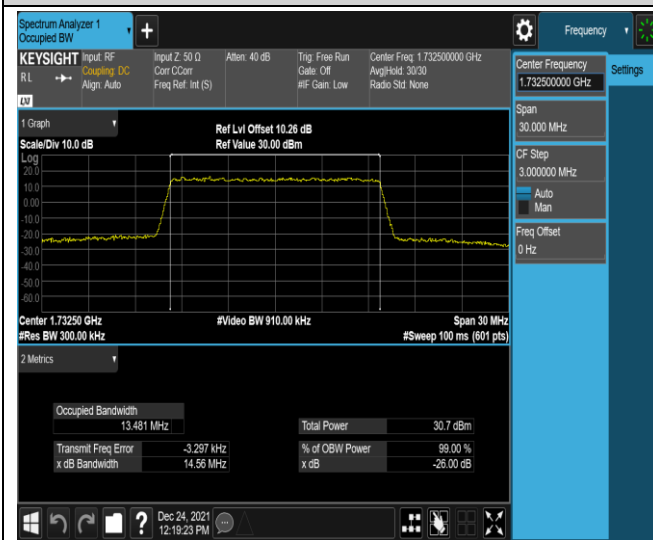 Spectrum Analyzer 1
Occupied BW
+
Frequency
KEYSIGHT
RL
Input: RF
Coupling: DC
Align: Auto
Input Z: 50 Ω
Corr CCorr
Freq Ref: Int (S)
Atten: 40 dB
Trig: Free Run
Gate: Off
#IF Gain: Low
Center Freq: 1.732500000 GHz
Avg|Hold: 30/30
Radio Std: None
LXI
1 Graph
Scale/Div 10.0 dB
Ref Lvl Offset 10.26 dB
Ref Value 30.00 dBm
Log
20.0
10.0
0.00
-10.0
-20.0
-30.0
-40.0
-50.0
-60.0
Center 1.73250 GHz
#Video BW 910.00 kHz
Span 30 MHz
#Res BW 300.00 kHz
#Sweep 100 ms (601 pts)
2 Metrics
Occupied Bandwidth
13.481 MHz
Total Power 30.7 dBm
Transmit Freq Error -3.297 kHz
% of OBW Power 99.00 %
x dB Bandwidth 14.56 MHz
x dB -26.00 dB
?
Dec 24, 2021
12:19:23 PM
Center Frequency
1.732500000 GHz
Settings
Span
30.000 MHz
CF Step
3.000000 MHz
Auto
Man
Freq Offset
0 Hz